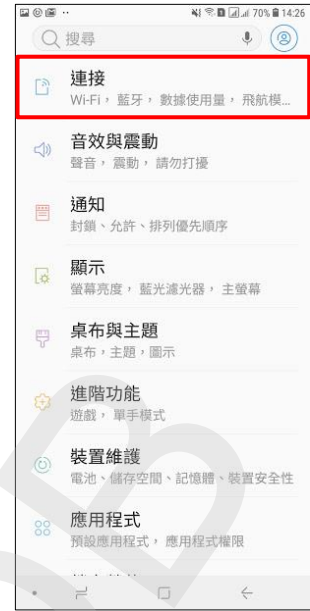 70% 14:26
搜尋
連接
Wi-Fi， 藍牙， 數據使用量， 飛航模...
音效與震動
聲音， 震動， 請勿打擾
通知
封鎖、允許、排列優先順序
顯示
螢幕亮度， 藍光濾光器， 主螢幕
桌布與主題
桌布，主題，圖示
進階功能
遊戲， 單手模式
裝置維護
電池、儲存空間、記憶體、裝置安全性
應用程式
預設應用程式， 應用程式權限